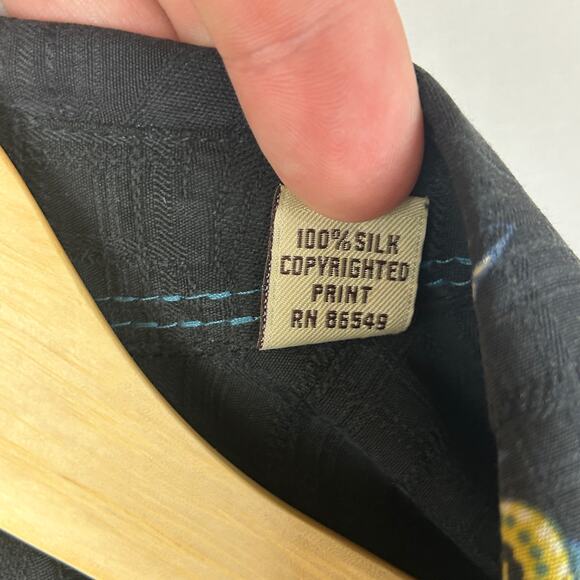 100% SILK
COPYRIGHTED
PRINT
RN 86549